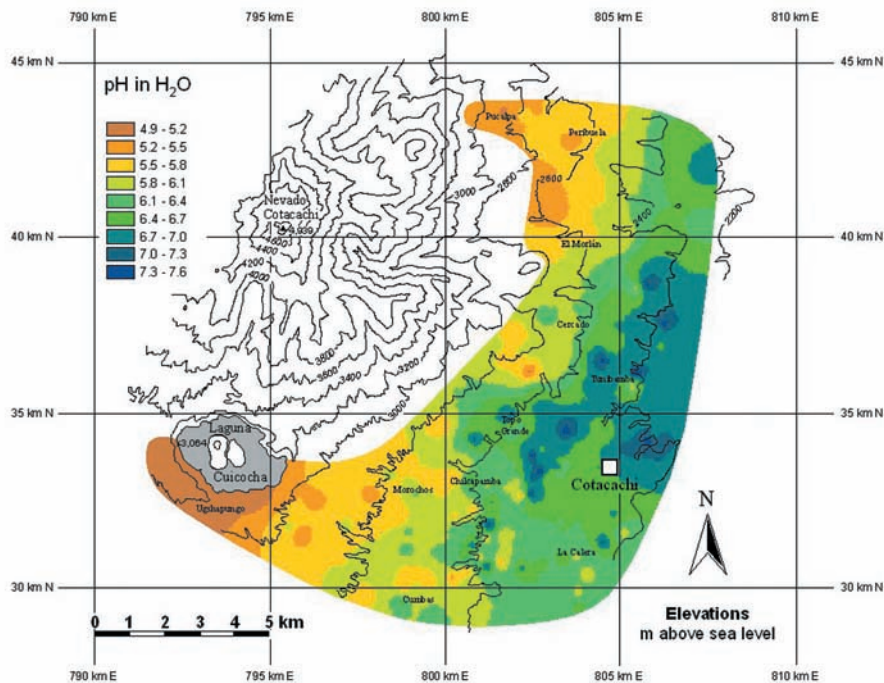 790 km E
795 km E
800 km E
805 km E
810 km E
45 km N
45 km N
pH in H₂O
4.9 - 5.2
5.2 - 5.5
5.5 - 5.8
5.8 - 6.1
6.1 - 6.4
6.4 - 6.7
6.7 - 7.0
7.0 - 7.3
7.3 - 7.6
Pucalpa
Peribuela
3000
2800
2600
2400
2200
Nevado
Cotacachi
4,939
4600
4400
4200
4000
40 km N
40 km N
El Morlán
Cercado
3800
3600
3400
3200
3000
Tunibamba
35 km N
35 km N
Laguna
3,064
Cuicocha
Topo
Grande
Cotacachi
Ugshapungo
Morochos
Chilcapamba
N
La Calera
30 km N
30 km N
Cumbas
0 1 2 3 4 5 km
Elevations
m above sea level
790 km E
795 km E
800 km E
805 km E
810 km E